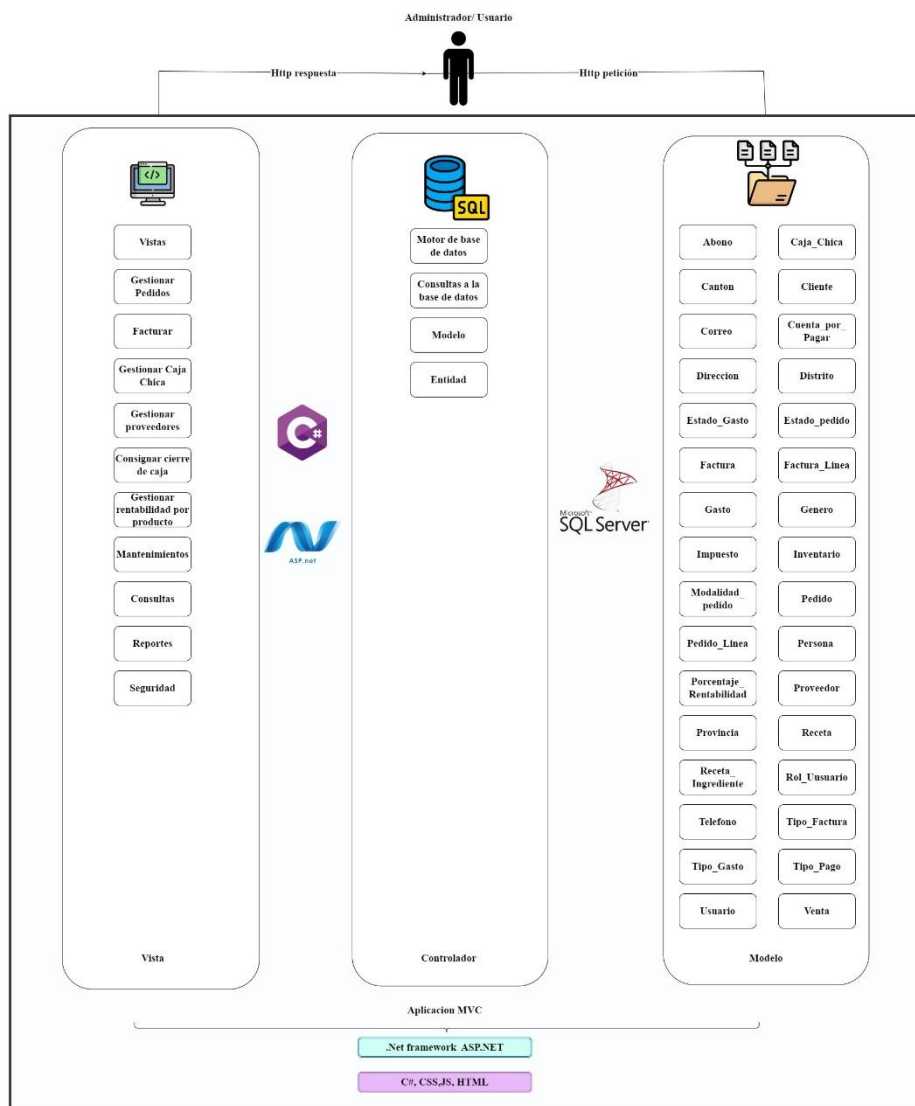 Administrador/ Usuario
Http respuesta
Http petición
</>
SQL
Vistas
Gestionar
Pedidos
Facturar
Gestionar Caja
Chica
Gestionar
proveedores
Consignar cierre
de caja
Gestionar
rentabilidad por
producto
Mantenimientos
Consultas
Reportes
Seguridad
Vista
C#
ASP.net
Motor de base
de datos
Consultas a la
base de datos
Modelo
Entidad
Controlador
Microsoft
SQL Server
Abono
Caja_Chica
Canton
Cliente
Correo
Cuenta_por_
Pagar
Direccion
Distrito
Estado_Gasto
Estado_pedido
Factura
Factura_Linea
Gasto
Genero
Impuesto
Inventario
Modalidad_
pedido
Pedido
Pedido_Linea
Persona
Porcentaje_
Rentabilidad
Proveedor
Provincia
Receta
Receta_
Ingrediente
Rol_Uusuario
Telefono
Tipo_Factura
Tipo_Gasto
Tipo_Pago
Usuario
Venta
Modelo
Aplicacion MVC
.Net framework ASP.NET
C#, CSS,JS, HTML